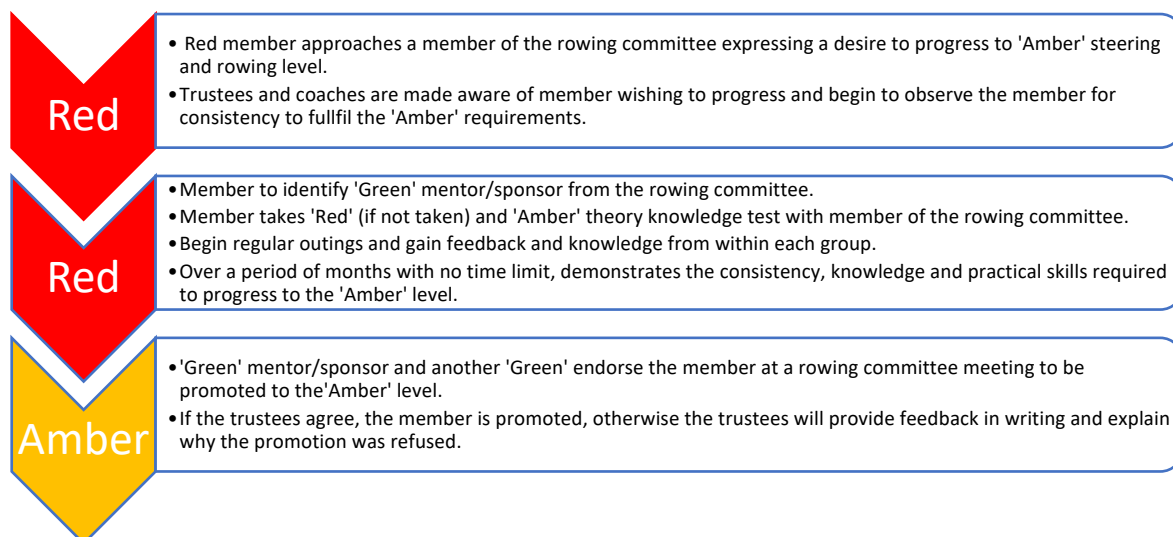 Red
• Red member approaches a member of the rowing committee expressing a desire to progress to 'Amber' steering
and rowing level.
•Trustees and coaches are made aware of member wishing to progress and begin to observe the member for
consistency to fullfil the 'Amber' requirements.
Red
•Member to identify 'Green' mentor/sponsor from the rowing committee.
•Member takes 'Red' (if not taken) and 'Amber' theory knowledge test with member of the rowing committee.
•Begin regular outings and gain feedback and knowledge from within each group.
•Over a period of months with no time limit, demonstrates the consistency, knowledge and practical skills required
to progress to the 'Amber' level.
Amber
•'Green' mentor/sponsor and another 'Green' endorse the member at a rowing committee meeting to be
promoted to the'Amber' level.
•If the trustees agree, the member is promoted, otherwise the trustees will provide feedback in writing and explain
why the promotion was refused.